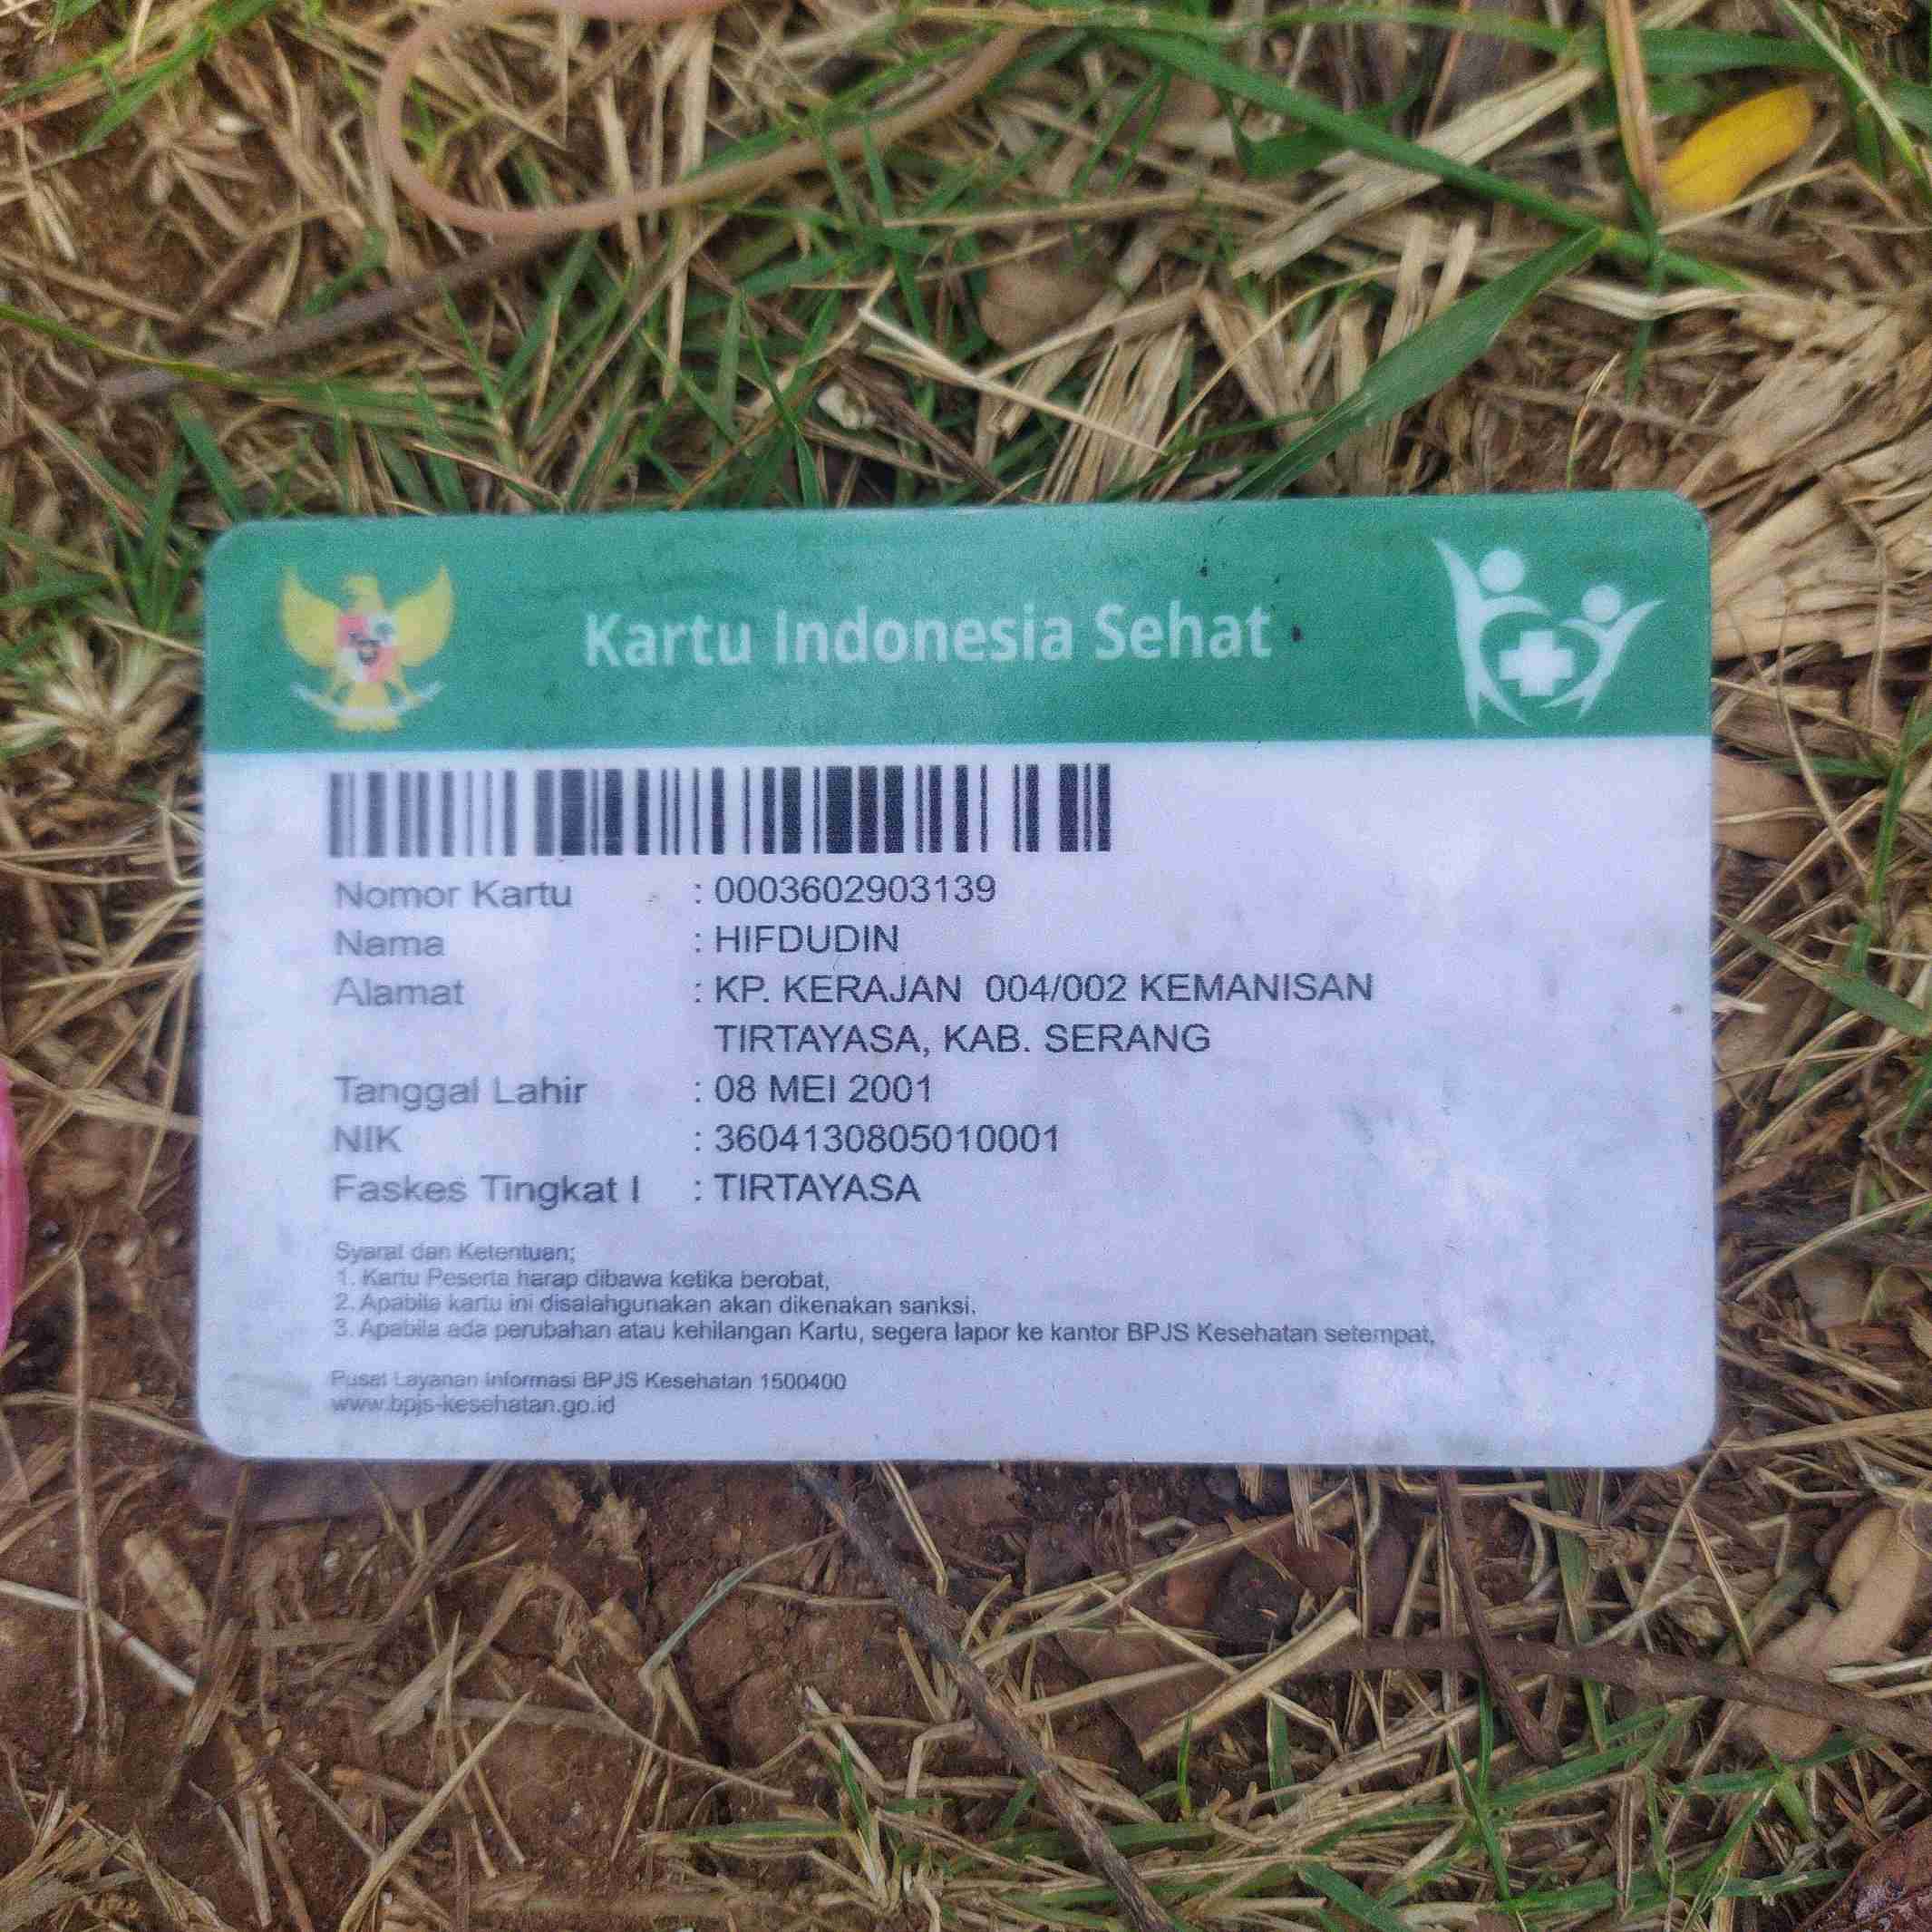 Kartu Indonesia Sehat
Nomor Kartu : 0003602903139
Nama : HIFDUDIN
Alamat : KP. KERAJAN 004/002 KEMANISAN
TIRTAYASA, KAB. SERANG
Tanggal Lahir : 08 MEI 2001
NIK : 3604130805010001
Faskes Tingkat I : TIRTAYASA
Syarat dan Ketentuan;
1. Kartu Peserta harap dibawa ketika berobat,
2. Apabila kartu ini disalahgunakan akan dikenakan sanksi.
3. Apabila ada perubahan atau kehilangan Kartu, segera lapor ke kantor BPJS Kesehatan setempat,
Pusat Layanan Informasi BPJS Kesehatan 1500400
www.bpjs-kesehatan.go.id